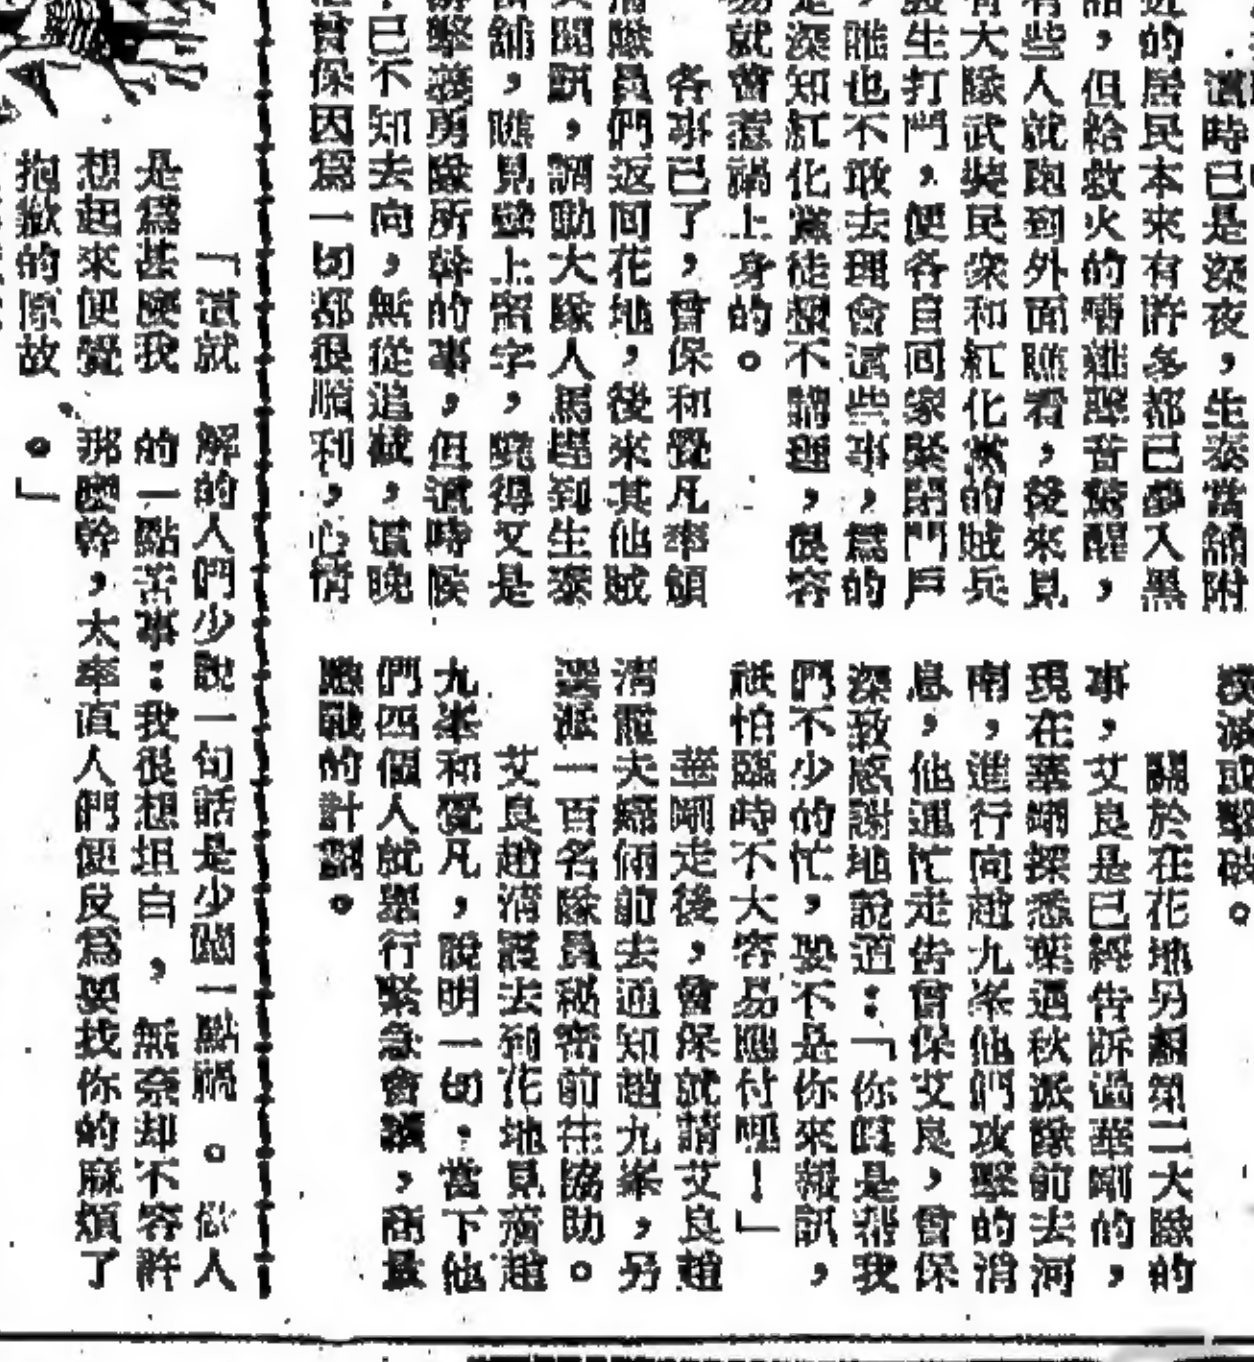 這時已是深夜，生泰當舖附
近的居民本來有許多都已夢入黑
，但給救火的嘈雜聲音驚醒，
有些人就跑到外面瞧看，後來見
有大隊武裝民衆和紅化黨的賊兵
發生打鬥，便各自回家緊閉門戶
，誰也不敢去理會這些事，爲的
是深知紅化黨徒蠻不講理，很容
易就會惹禍上身的。
各事已了，曾保和覺凡率領
隊員們返回花地，後來其他賊
聞訊，調動大隊人馬趕到生泰
當舖，瞧見壁上留字，曉得又是
義勇隊所幹的事，但這時候
已不知去向，無從追截，這晚
曾保因爲一切都很順利，心情
擊破。
關於在花地另組第二大隊的
事，艾良是已經告訴過華剛的，
現在華剛探悉葉遇秋派隊前去河
南，進行向趙九峯他們攻擊的消
息，他連忙走告曾保艾良，曾保
深致感謝地說道：「你眞是帮我
們不少的忙，要不是你來報訊，
祇怕臨時不大容易應付哩！」
華剛走後，曾保就請艾良趙
清霞夫婦倆前去通知趙九峯，另
選派一百名隊員秘密前往協助。
艾良趙清霞去到花地見着趙
九峯和覺凡，說明一切，當下他
們四個人就舉行緊急會議，商量
應戰的計劃。
「這就
是爲甚麽我
想起來便覺
抱歉的原故
。」
解的人們少說一句話是少闖一點禍。做人
的一點苦事：我很想坦白，無奈却不容許
那麽幹，太率直人們便反爲要找你的麻煩了